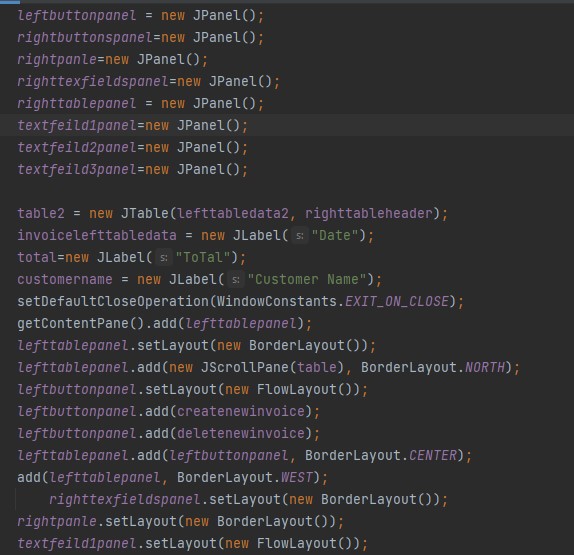 leftbuttonpanel = new JPanel();
rightbuttonspanel=new JPanel();
rightpanle=new JPanel();
righttexfieldspanel=new JPanel();
righttablepanel = new JPanel();
textfeild1panel=new JPanel();
textfeild2panel=new JPanel();
textfeild3panel=new JPanel();
table2 = new JTable(lefttabledata2, righttableheader);
invoicelefttabledata = new JLabel( s: "Date");
total=new JLabel( s: "ToTal");
customername = new JLabel( s: "Customer Name");
setDefaultCloseOperation(WindowConstants.EXIT_ON_CLOSE);
getContentPane().add(lefttablepanel);
lefttablepanel.setLayout(new BorderLayout());
lefttablepanel.add(new JScrollPane(table), BorderLayout.NORTH);
leftbuttonpanel.setLayout(new FlowLayout());
leftbuttonpanel.add(createnewinvoice);
leftbuttonpanel.add(deletenewinvoice);
lefttablepanel.add(leftbuttonpanel, BorderLayout.CENTER);
add(lefttablepanel, BorderLayout.WEST);
righttexfieldspanel.setLayout(new BorderLayout());
rightpanle.setLayout(new BorderLayout());
textfeild1panel.setLayout(new FlowLayout());